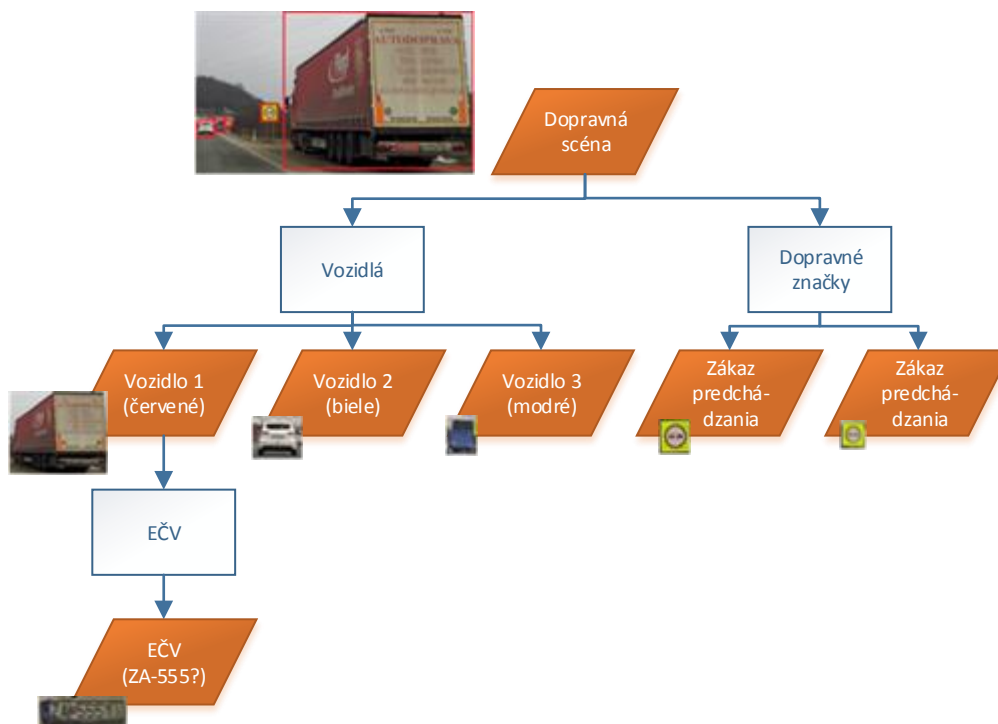 AUTODOPRAVA
Dopravná
scéna
Vozidlá
Dopravné
značky
Vozidlo 1
(červené)
Vozidlo 2
(biele)
Vozidlo 3
(modré)
Zákaz
predchá-
dzania
Zákaz
predchá-
dzania
EČV
EČV
(ZA-555?)